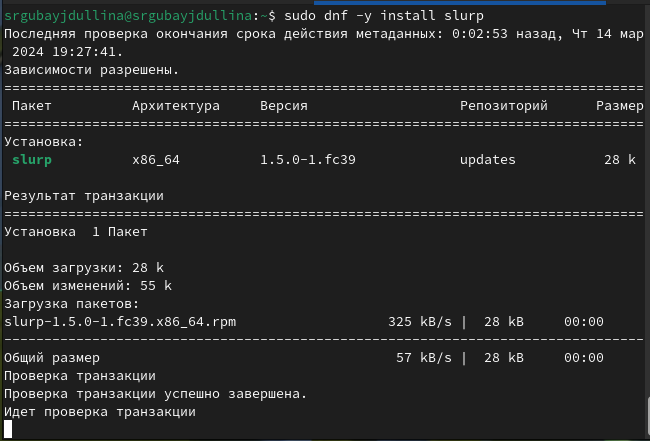 srgubayjdullina@srgubayjdullina:~$ sudo dnf -y install slurp
Последняя проверка окончания срока действия метаданных: 0:02:53 назад, Чт 14 мар
2024 19:27:41.
Зависимости разрешены.
================================================================================
Пакет Архитектура Версия Репозиторий Размер
================================================================================
Установка:
slurp x86_64 1.5.0-1.fc39 updates 28 k
Результат транзакции
================================================================================
Установка 1 Пакет
Объем загрузки: 28 k
Объем изменений: 55 k
Загрузка пакетов:
slurp-1.5.0-1.fc39.x86_64.rpm 325 kB/s | 28 kB 00:00
--------------------------------------------------------------------------------
Общий размер 57 kB/s | 28 kB 00:00
Проверка транзакции
Проверка транзакции успешно завершена.
Идет проверка транзакции